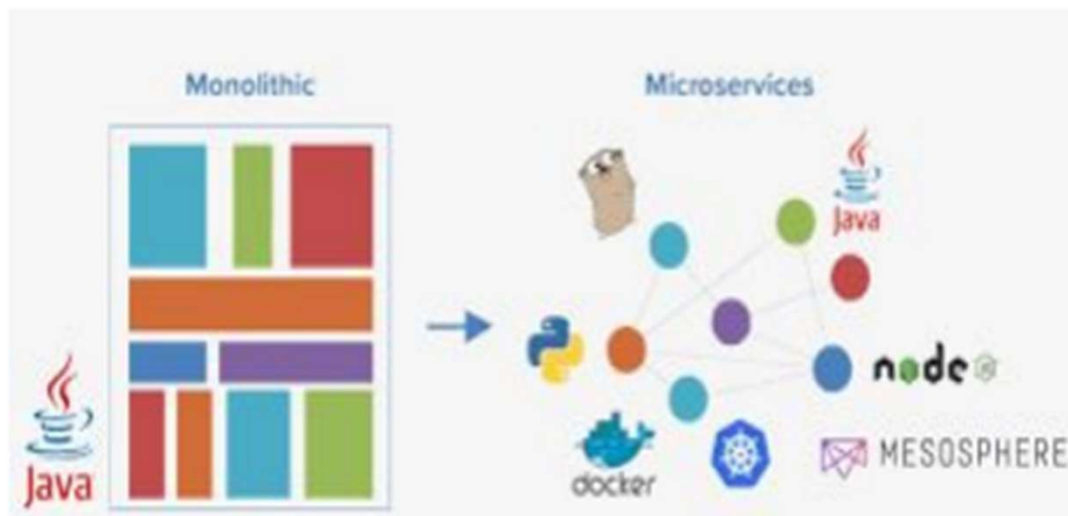 Monolithic
Microservices
Java
Java
node
docker
MESOSPHERE